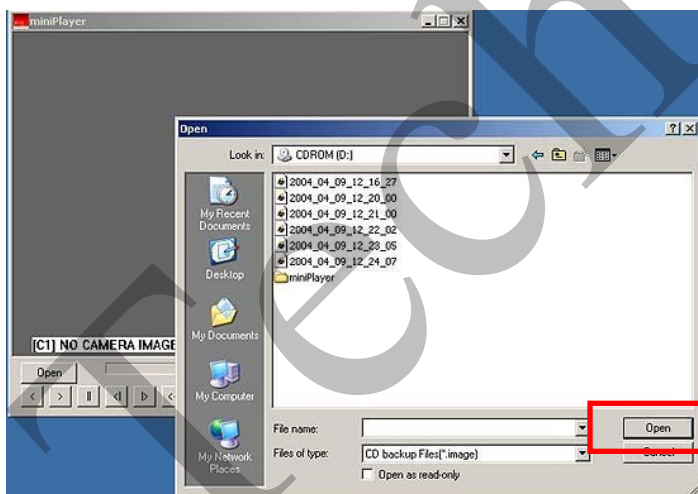 miniPlayer
Open
Look in: CDROM (D:)
2004_04_09_12_16_27
2004_04_09_12_20_00
2004_04_09_12_21_00
2004_04_09_12_22_02
2004_04_09_12_23_05
2004_04_09_12_24_07
miniPlayer
My Recent
Documents
Desktop
My Documents
My Computer
My Network
Places
[C1] NO CAMERA IMAGE
Open
File name:
Open
Files of type: CD backup Files(*.image)
Cancel
Open as read-only
Tech